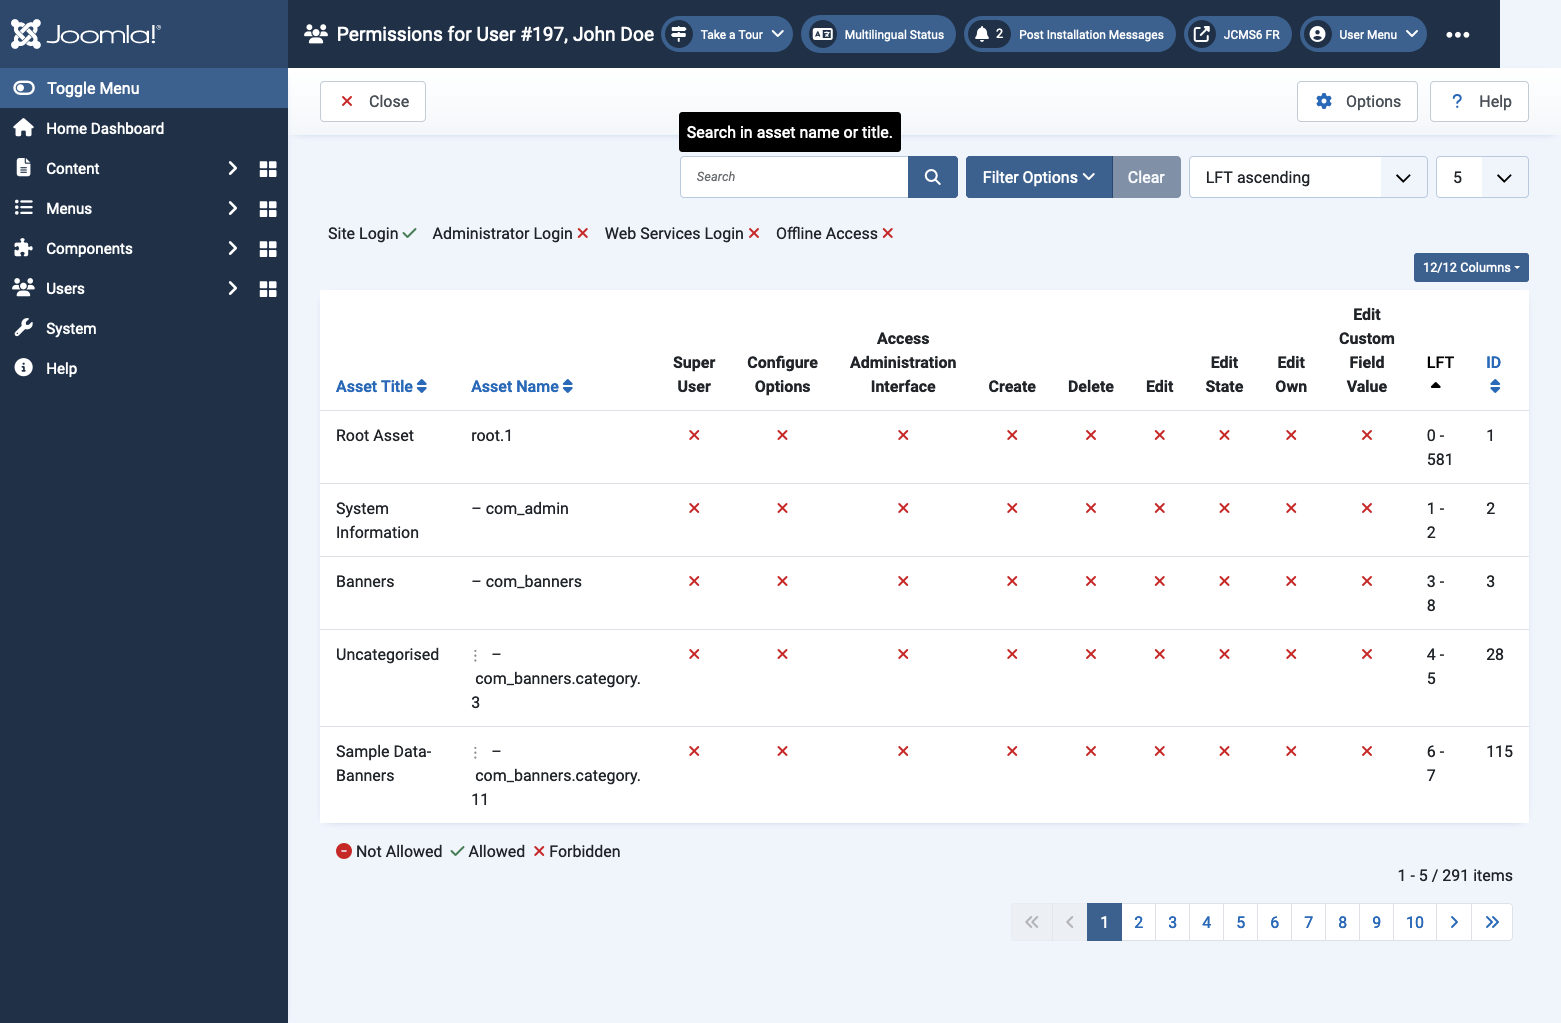 Joomla!®
Permissions for User #197, John Doe
Take a Tour
Multilingual Status
2 Post Installation Messages
JCMS6 FR
User Menu
Toggle Menu
Home Dashboard
Content
Menus
Components
Users
System
Help
Close
Options
? Help
Search in asset name or title.
Search
Filter Options
Clear
LFT ascending
5
Site Login Administrator Login Web Services Login Offline Access
12/12 Columns
Asset Title
Asset Name
Super
User
Configure
Options
Access
Administration
Interface
Create
Delete
Edit
Edit
State
Edit
Own
Edit
Custom
Field
Value
LFT
ID
Root Asset root.1 0 - 1
581
System – com_admin 1 - 2
Information 2
Banners – com_banners 3 - 3
8
Uncategorised ⋮ – 4 - 28
com_banners.category. 5
3
Sample Data- ⋮ – 6 - 115
Banners com_banners.category. 7
11
Not Allowed Allowed Forbidden
1 - 5 / 291 items
1 2 3 4 5 6 7 8 9 10